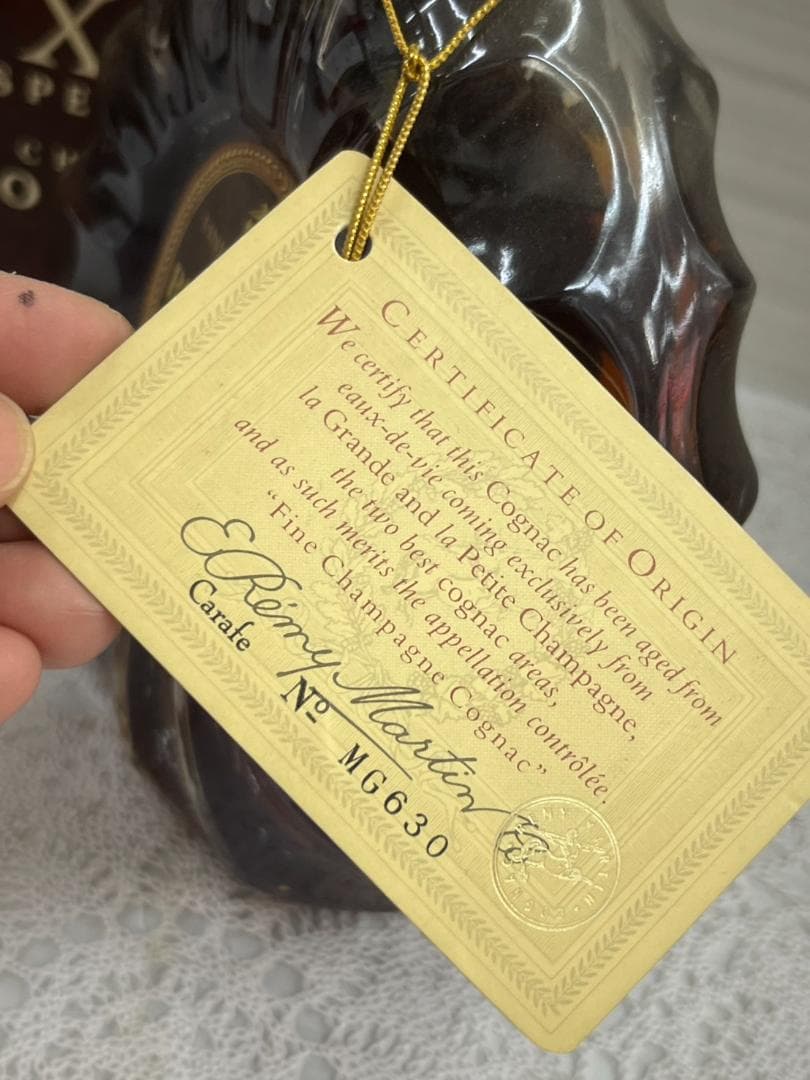 X
SPE
O
CERTIFICATE OF ORIGIN
We certify that this Cognac has been aged from
eaux-de-vie coming exclusively from
la Grande and la Petite Champagne,
the two best cognac areas,
and as such merits the appellation contrôlée.
"Fine Champagne Cognac"
E. Rémy Martin
Carafe
Nº MG630